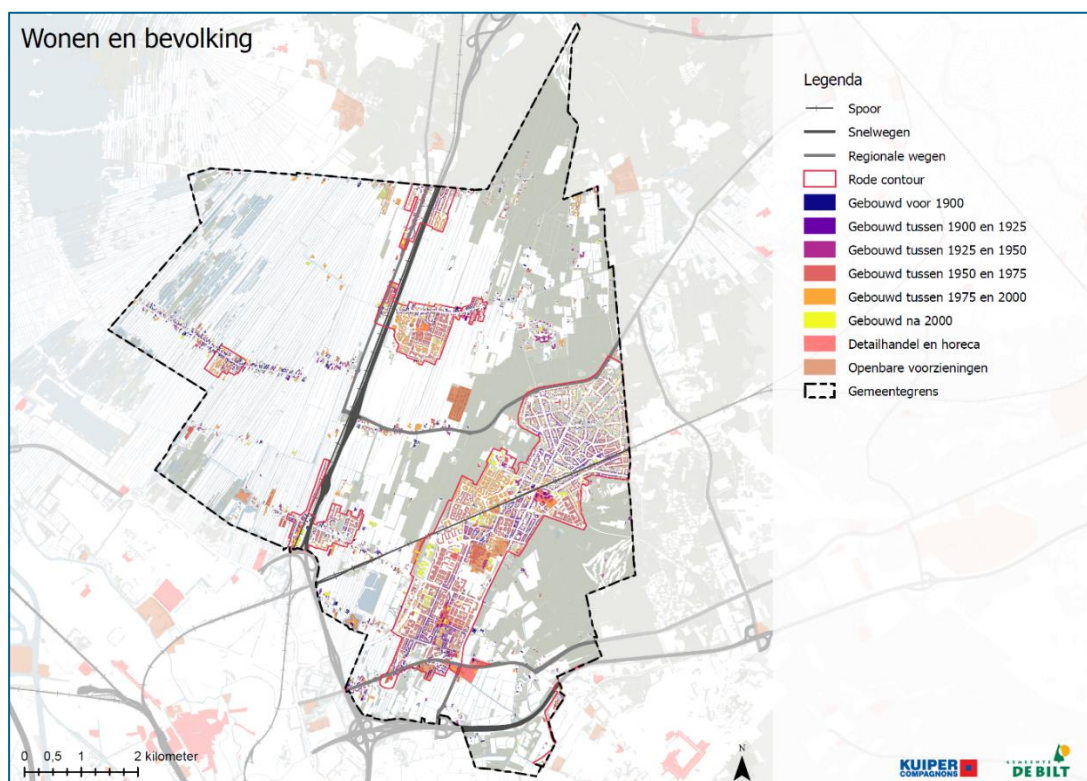 Wonen en bevolking
Legenda
Spoor
Snelwegen
Regionale wegen
Rode contour
Gebouwd voor 1900
Gebouwd tussen 1900 en 1925
Gebouwd tussen 1925 en 1950
Gebouwd tussen 1950 en 1975
Gebouwd tussen 1975 en 2000
Gebouwd na 2000
Detailhandel en horeca
Openbare voorzieningen
Gemeentegrens
0 0.5 1 2 kilometer
N
KUIPER
COMPAGNONS
GEMEENTE
DE BILT